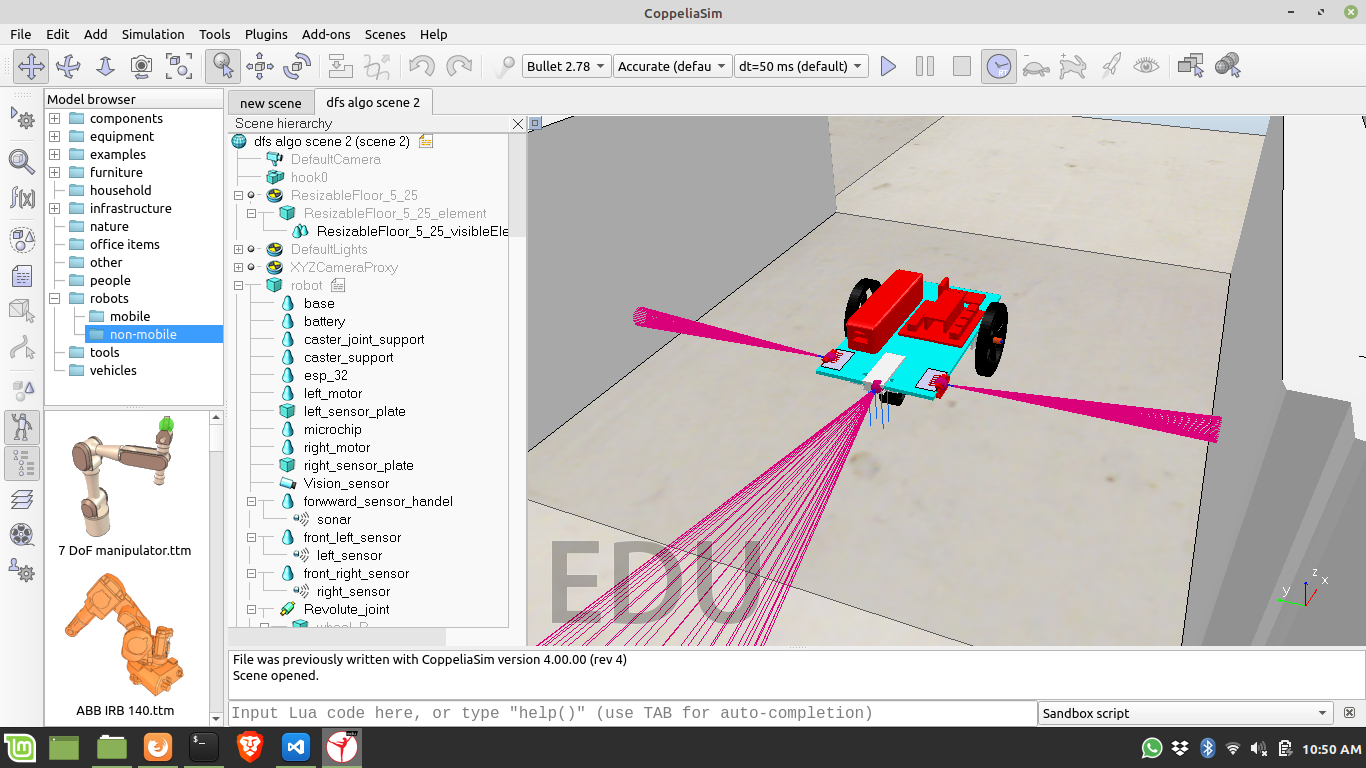 CoppeliaSim
File Edit Add Simulation Tools Plugins Add-ons Scenes Help
Bullet 2.78 Accurate (defau dt=50 ms (default) RT
Model browser
components
equipment
examples
furniture
household
infrastructure
nature
office items
other
people
robots
mobile
non-mobile
tools
vehicles
7 DoF manipulator.ttm
ABB IRB 140.ttm
new scene dfs algo scene 2
Scene hierarchy
dfs algo scene 2 (scene 2)
DefaultCamera
hook0
ResizableFloor_5_25
ResizableFloor_5_25_element
ResizableFloor_5_25_visibleEle
DefaultLights
XYZCameraProxy
robot
base
battery
caster_joint_support
caster_support
esp_32
left_motor
left_sensor_plate
microchip
right_motor
right_sensor_plate
Vision_sensor
forwward_sensor_handel
sonar
front_left_sensor
left_sensor
front_right_sensor
right_sensor
Revolute_joint
EDU
z
x
y
File was previously written with CoppeliaSim version 4.00.00 (rev 4)
Scene opened.
Input Lua code here, or type "help()" (use TAB for auto-completion) Sandbox script
10:50 AM